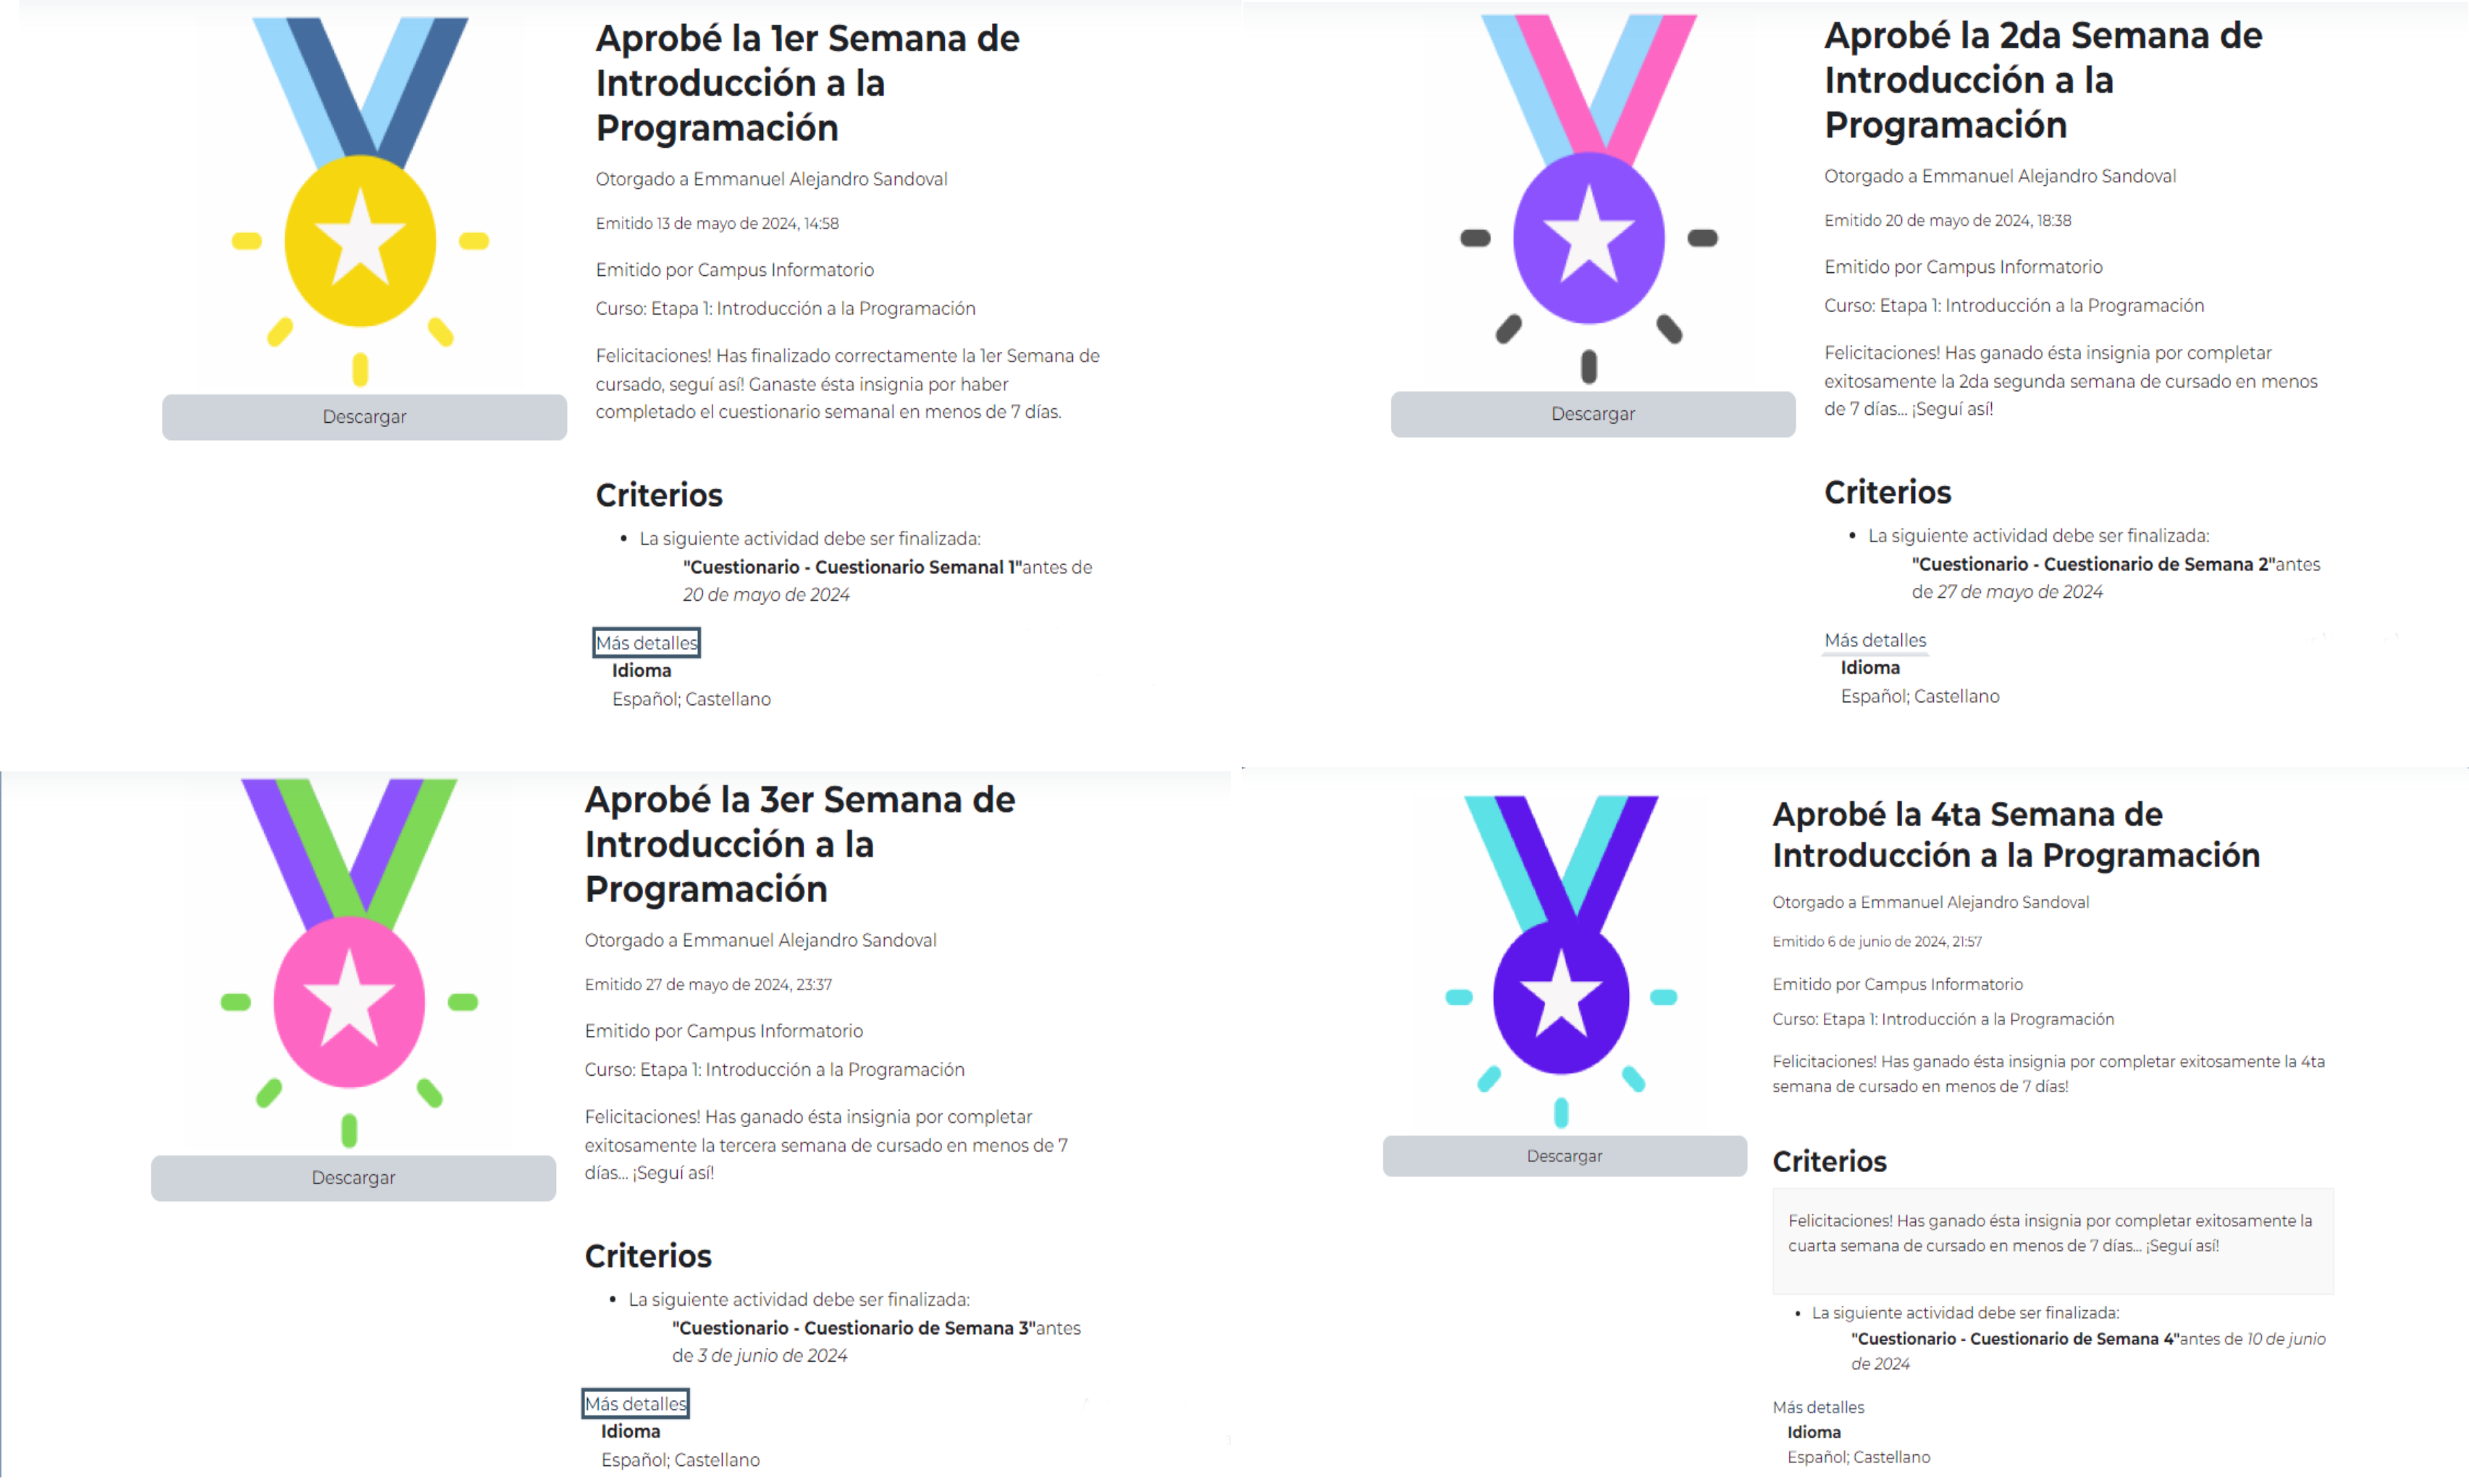 Aprobé la 1er Semana de
Introducción a la
Programación
Otorgado a Emmanuel Alejandro Sandoval
Emitido 13 de mayo de 2024, 14:58
Emitido por Campus Informatorio
Curso: Etapa 1: Introducción a la Programación
Felicitaciones! Has finalizado correctamente la 1er Semana de
cursado, seguí así! Ganaste ésta insignia por haber
completado el cuestionario semanal en menos de 7 días.
Descargar
Criterios
• La siguiente actividad debe ser finalizada:
"Cuestionario - Cuestionario Semanal 1"antes de
20 de mayo de 2024
Más detalles
Idioma
Español; Castellano
Aprobé la 2da Semana de
Introducción a la
Programación
Otorgado a Emmanuel Alejandro Sandoval
Emitido 20 de mayo de 2024, 18:38
Emitido por Campus Informatorio
Curso: Etapa 1: Introducción a la Programación
Felicitaciones! Has ganado ésta insignia por completar
exitosamente la 2da segunda semana de cursado en menos
de 7 días... ¡Seguí así!
Descargar
Criterios
• La siguiente actividad debe ser finalizada:
"Cuestionario - Cuestionario de Semana 2"antes
de 27 de mayo de 2024
Más detalles
Idioma
Español; Castellano
Aprobé la 3er Semana de
Introducción a la
Programación
Otorgado a Emmanuel Alejandro Sandoval
Emitido 27 de mayo de 2024, 23:37
Emitido por Campus Informatorio
Curso: Etapa 1: Introducción a la Programación
Felicitaciones! Has ganado ésta insignia por completar
exitosamente la tercera semana de cursado en menos de 7
días... ¡Seguí así!
Descargar
Criterios
• La siguiente actividad debe ser finalizada:
"Cuestionario - Cuestionario de Semana 3"antes
de 3 de junio de 2024
Más detalles
Idioma
Español; Castellano
Aprobé la 4ta Semana de
Introducción a la Programación
Otorgado a Emmanuel Alejandro Sandoval
Emitido 6 de junio de 2024, 21:57
Emitido por Campus Informatorio
Curso: Etapa 1: Introducción a la Programación
Felicitaciones! Has ganado ésta insignia por completar exitosamente la 4ta
semana de cursado en menos de 7 días!
Descargar
Criterios
Felicitaciones! Has ganado ésta insignia por completar exitosamente la
cuarta semana de cursado en menos de 7 días... ¡Seguí así!
• La siguiente actividad debe ser finalizada:
"Cuestionario - Cuestionario de Semana 4"antes de 10 de junio
de 2024
Más detalles
Idioma
Español; Castellano